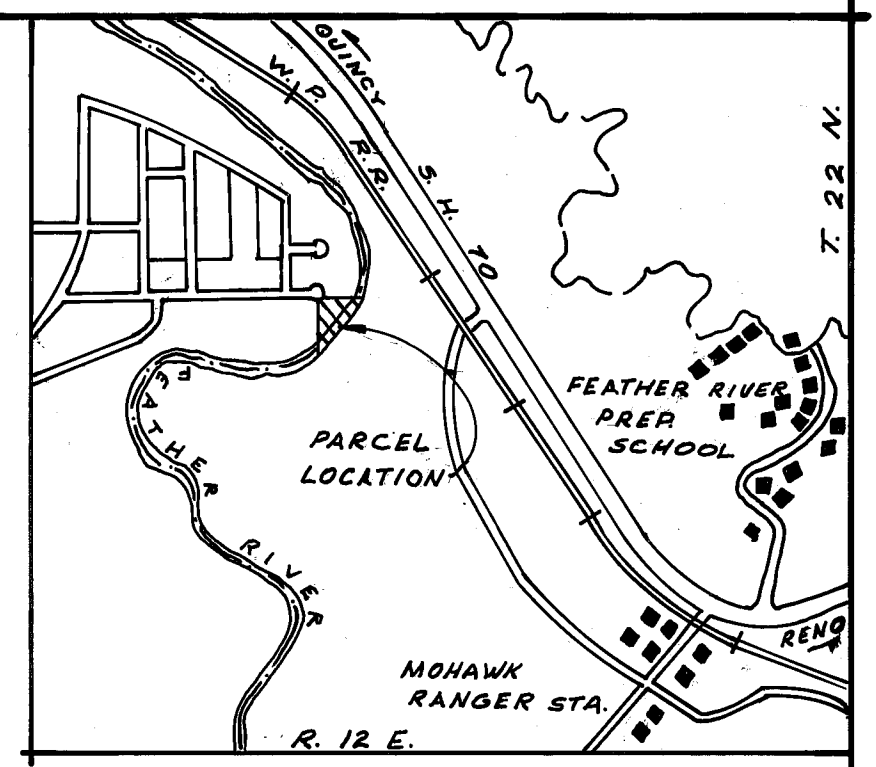 QUINCY
W. P. R. R.
S. H. 70
T. 22 N.
FEATHER RIVER
PREP. SCHOOL
PARCEL
LOCATION
FEATHER RIVER
MOHAWK
RANGER STA.
RENO
R. 12 E.